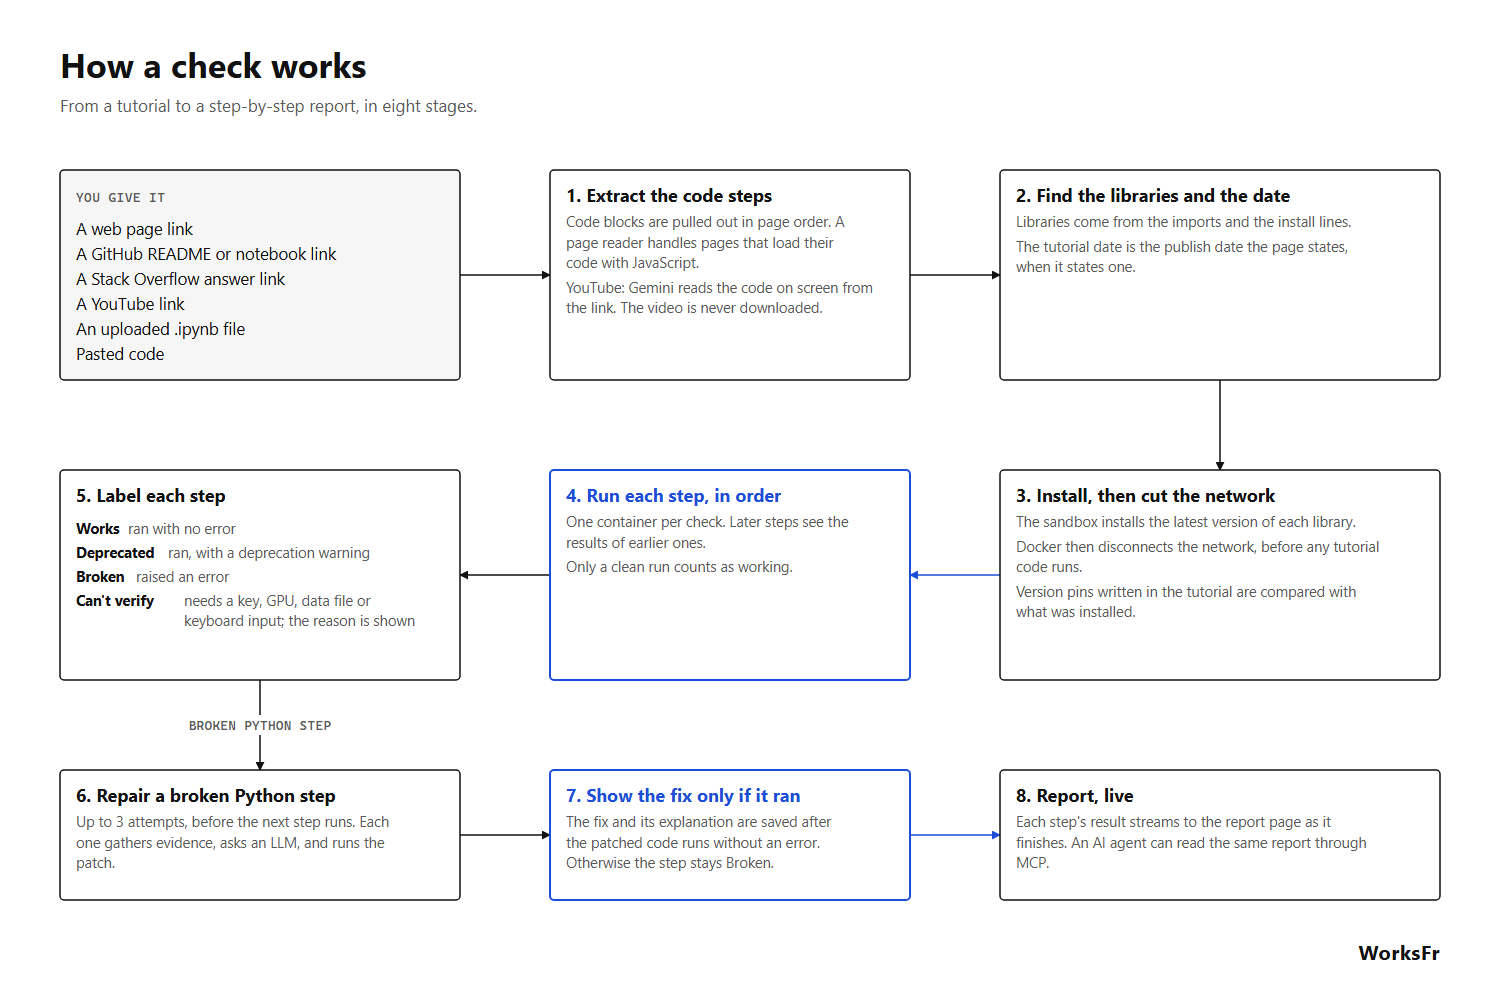 How a check works
From a tutorial to a step-by-step report, in eight stages.
YOU GIVE IT
A web page link
A GitHub README or notebook link
A Stack Overflow answer link
A YouTube link
An uploaded .ipynb file
Pasted code
1. Extract the code steps
Code blocks are pulled out in page order. A
page reader handles pages that load their
code with JavaScript.
YouTube: Gemini reads the code on screen from
the link. The video is never downloaded.
2. Find the libraries and the date
Libraries come from the imports and the install lines.
The tutorial date is the publish date the page states,
when it states one.
3. Install, then cut the network
The sandbox installs the latest version of each library.
Docker then disconnects the network, before any tutorial
code runs.
Version pins written in the tutorial are compared with
what was installed.
4. Run each step, in order
One container per check. Later steps see the
results of earlier ones.
Only a clean run counts as working.
5. Label each step
Works ran with no error
Deprecated ran, with a deprecation warning
Broken raised an error
Can't verify needs a key, GPU, data file or
keyboard input; the reason is shown
BROKEN PYTHON STEP
6. Repair a broken Python step
Up to 3 attempts, before the next step runs. Each
one gathers evidence, asks an LLM, and runs the
patch.
7. Show the fix only if it ran
The fix and its explanation are saved after
the patched code runs without an error.
Otherwise the step stays Broken.
8. Report, live
Each step's result streams to the report page as it
finishes. An AI agent can read the same report through
MCP.
WorksFr